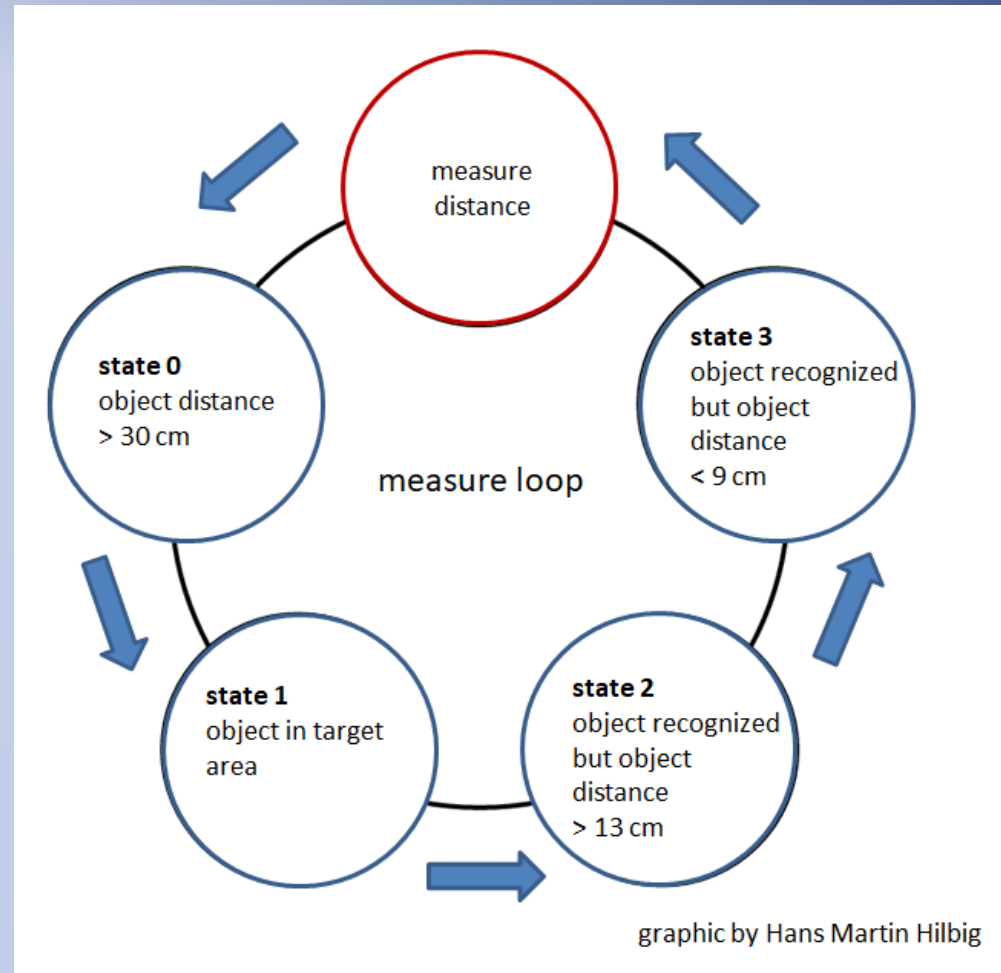 measure
distance
state 0
object distance
> 30 cm
state 3
object recognized
but object
distance
< 9 cm
measure loop
state 1
object in target
area
state 2
object recognized
but object
distance
> 13 cm
graphic by Hans Martin Hilbig